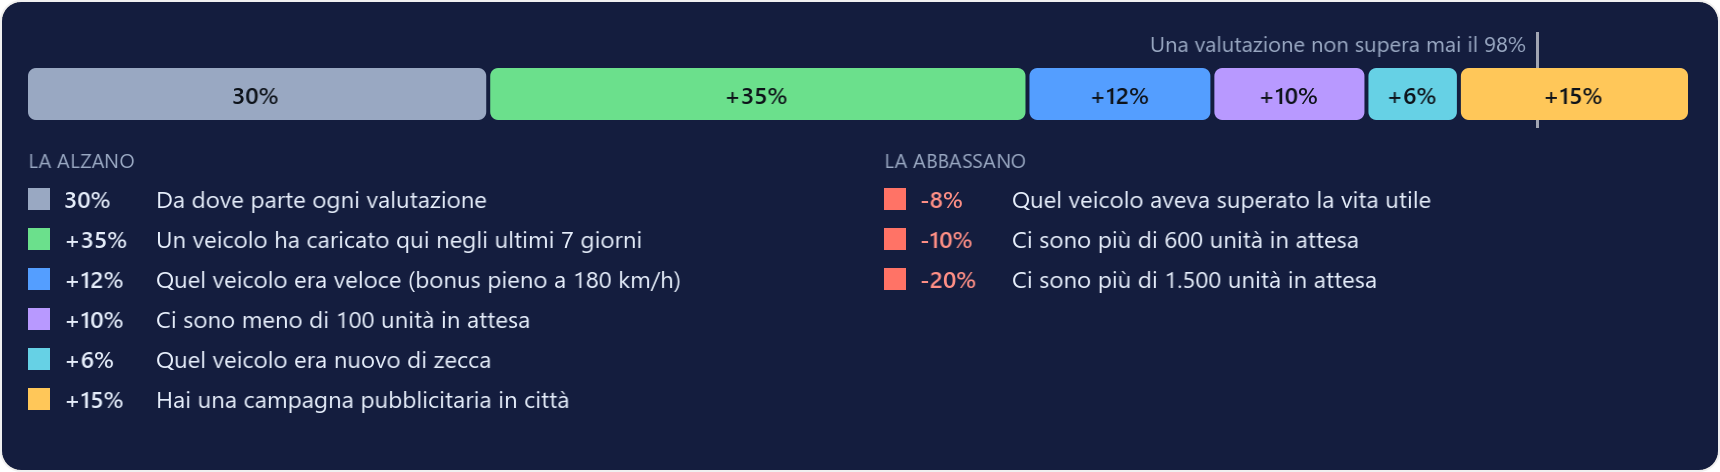 Una valutazione non supera mai il 98%
30% +35% +12% +10% +6% +15%
LA ALZANO
30% Da dove parte ogni valutazione
+35% Un veicolo ha caricato qui negli ultimi 7 giorni
+12% Quel veicolo era veloce (bonus pieno a 180 km/h)
+10% Ci sono meno di 100 unità in attesa
+6% Quel veicolo era nuovo di zecca
+15% Hai una campagna pubblicitaria in città
LA ABBASSANO
-8% Quel veicolo aveva superato la vita utile
-10% Ci sono più di 600 unità in attesa
-20% Ci sono più di 1.500 unità in attesa